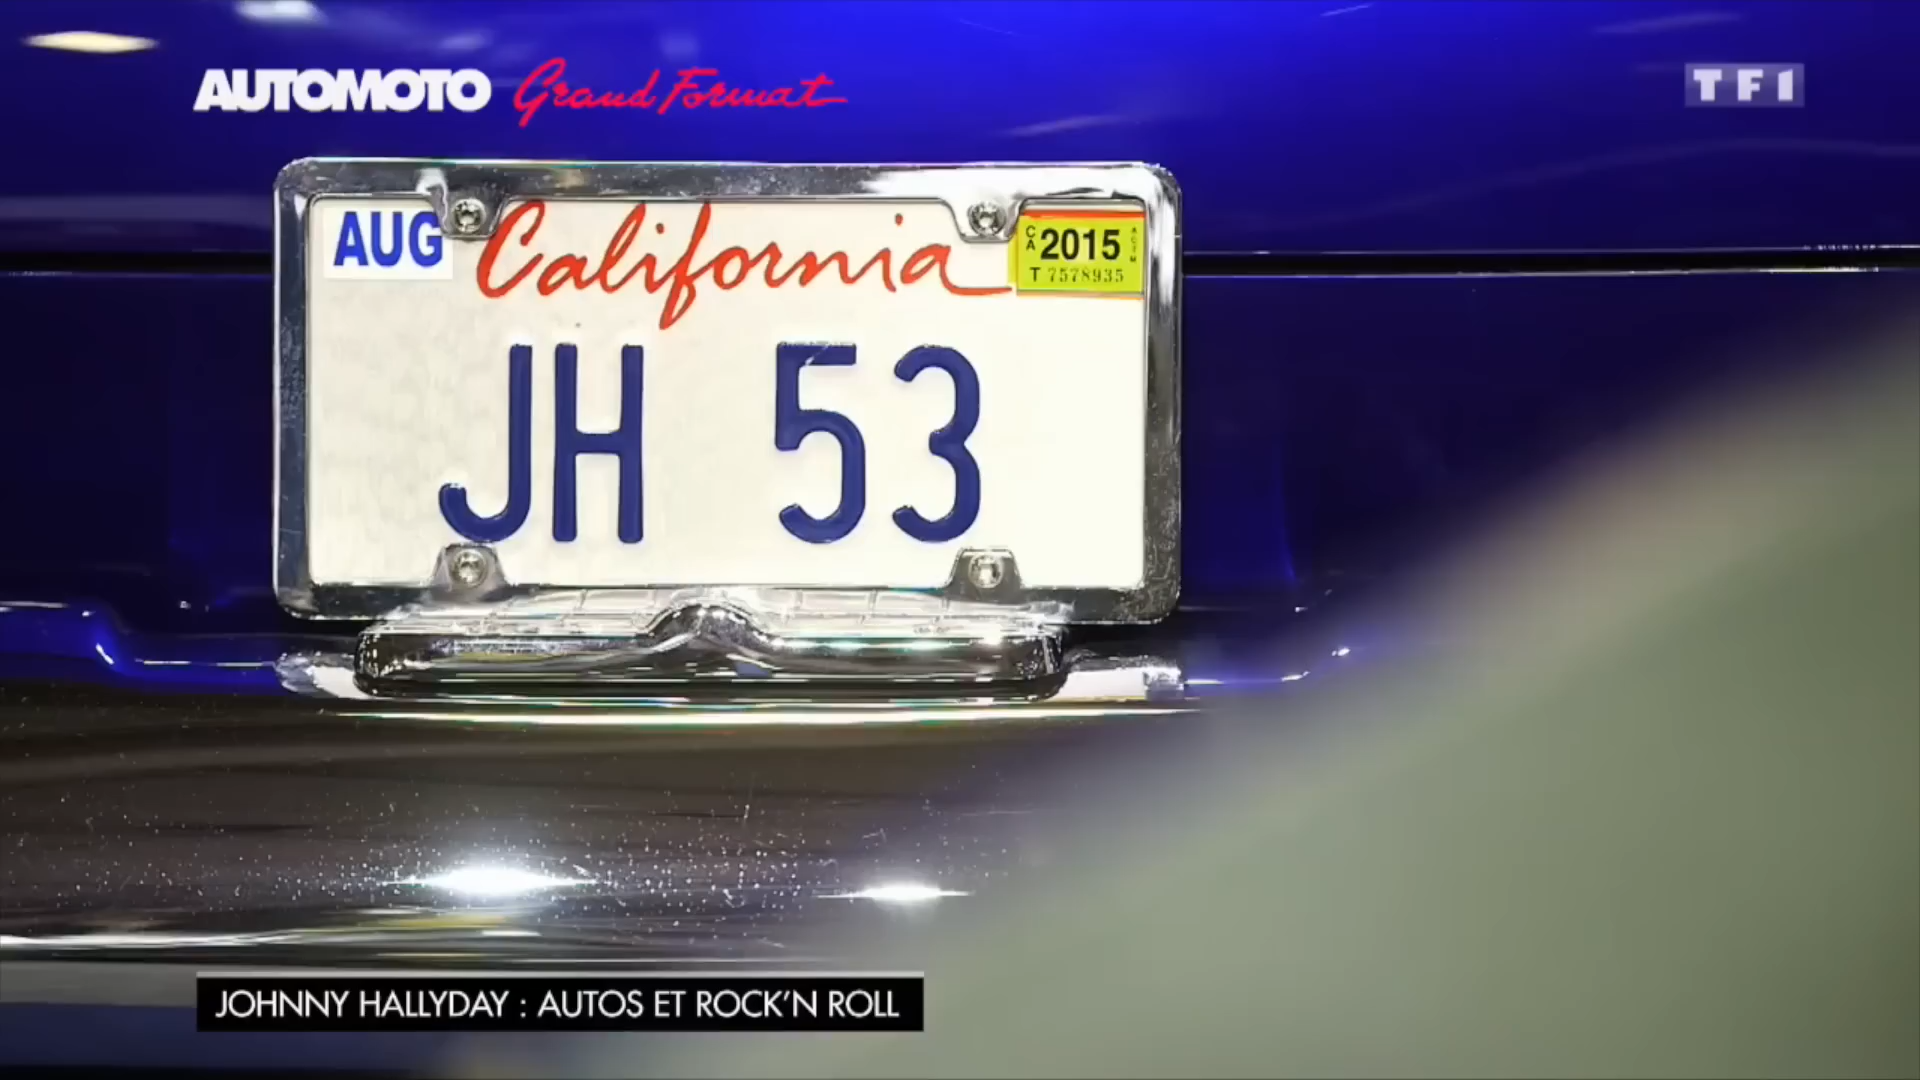 AUTOMOTO Grand Format
TF1
AUG
California
CA 2015
T 7578935
JH 53
JOHNNY HALLYDAY : AUTOS ET ROCK'N ROLL